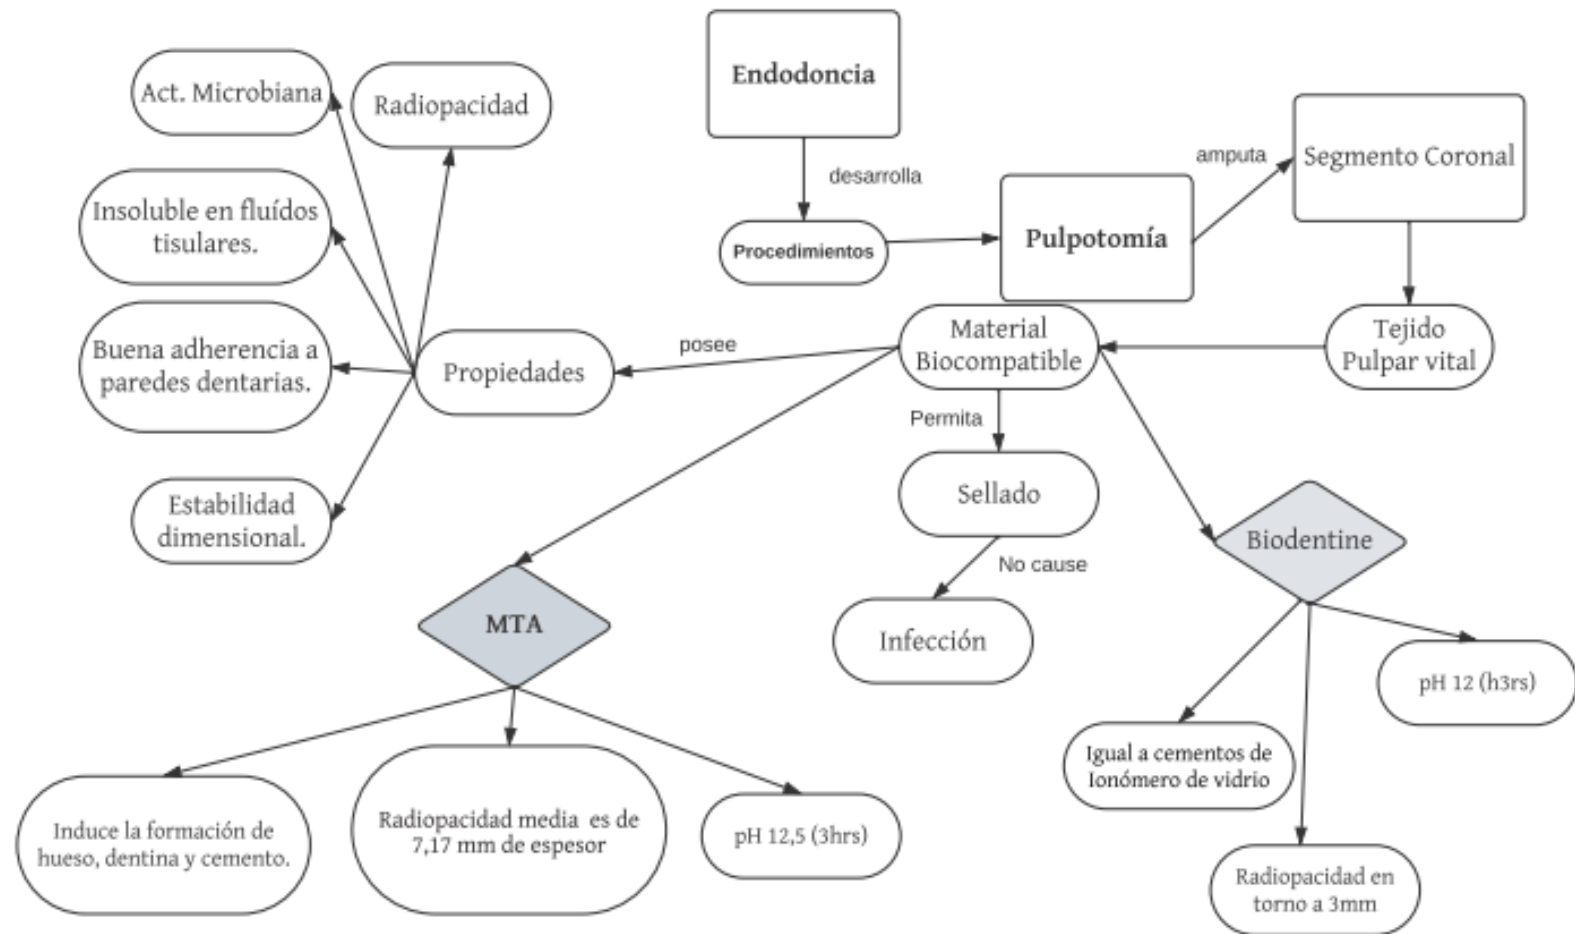 Endodoncia
desarrolla
Procedimientos
Pulpotomía
amputa
Segmento Coronal
Tejido
Pulpar vital
Material
Biocompatible
posee
Propiedades
Act. Microbiana
Radiopacidad
Insoluble en fluídos
tisulares.
Buena adherencia a
paredes dentarias.
Estabilidad
dimensional.
Permita
Sellado
No cause
Infección
MTA
Induce la formación de
hueso, dentina y cemento.
Radiopacidad media es de
7,17 mm de espesor
pH 12,5 (3hrs)
Biodentine
Igual a cementos de
Ionómero de vidrio
Radiopacidad en
torno a 3mm
pH 12 (h3rs)